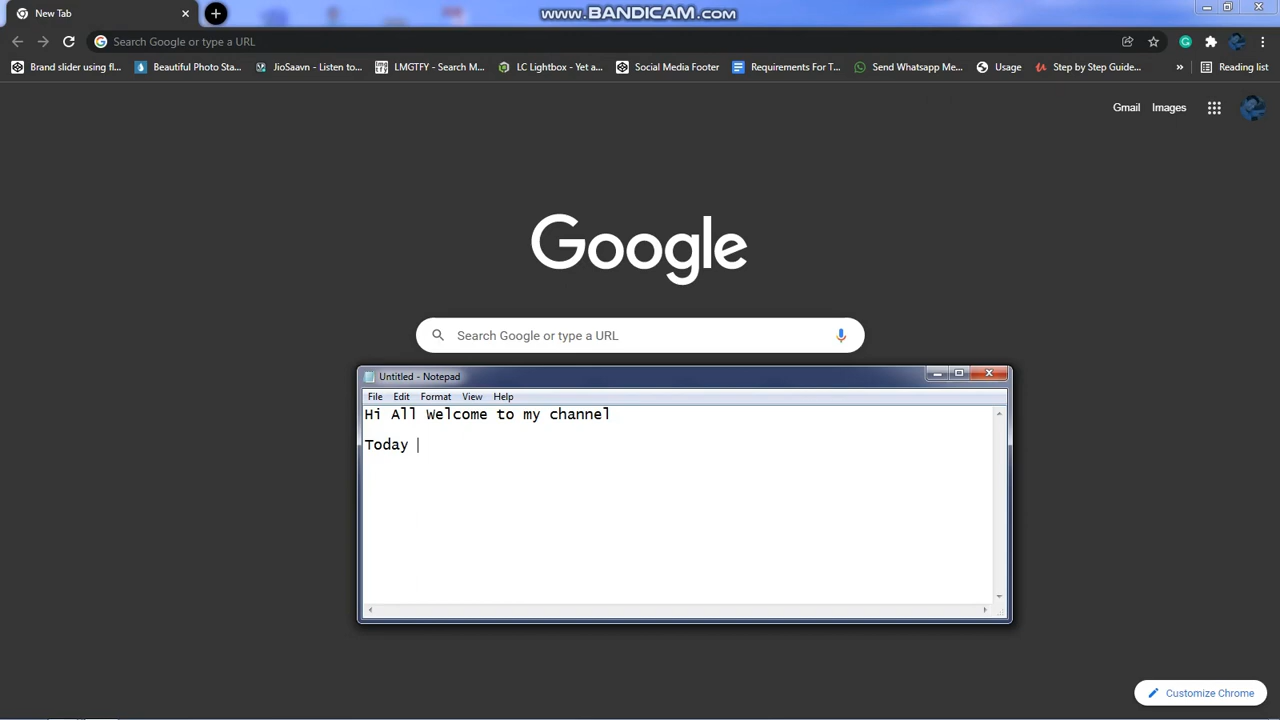 New Tab
www.BANDICAM.com
Search Google or type a URL
Brand slider using fl...
Beautiful Photo Sta...
JioSaavn - Listen to...
LMGTFY - Search M...
LC Lightbox - Yet a...
Social Media Footer
Requirements For T...
Send Whatsapp Me...
Usage
Step by Step Guide...
»
Reading list
Gmail
Images
Google
Search Google or type a URL
Untitled - Notepad
File Edit Format View Help
Hi All Welcome to my channel
Today
Customize Chrome